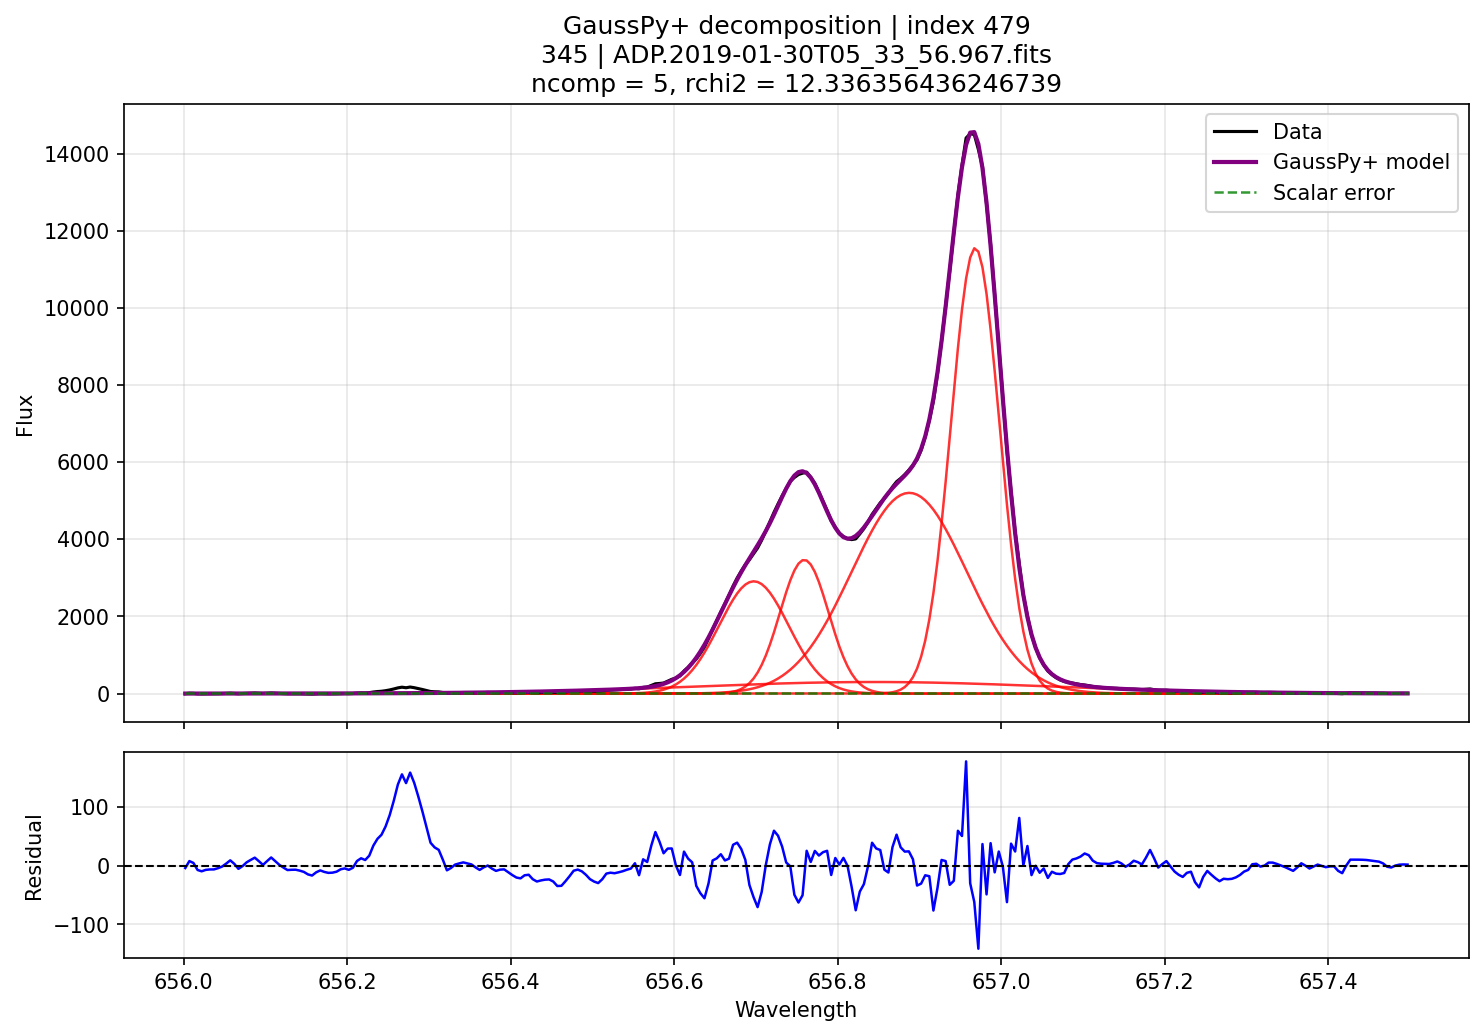 GaussPy+ decomposition | index 479
345 | ADP.2019-01-30T05_33_56.967.fits
ncomp = 5, rchi2 = 12.336356436246739
Data
GaussPy+ model
Scalar error
Flux
14000
12000
10000
8000
6000
4000
2000
0
Residual
100
0
−100
656.0 656.2 656.4 656.6 656.8 657.0 657.2 657.4
Wavelength